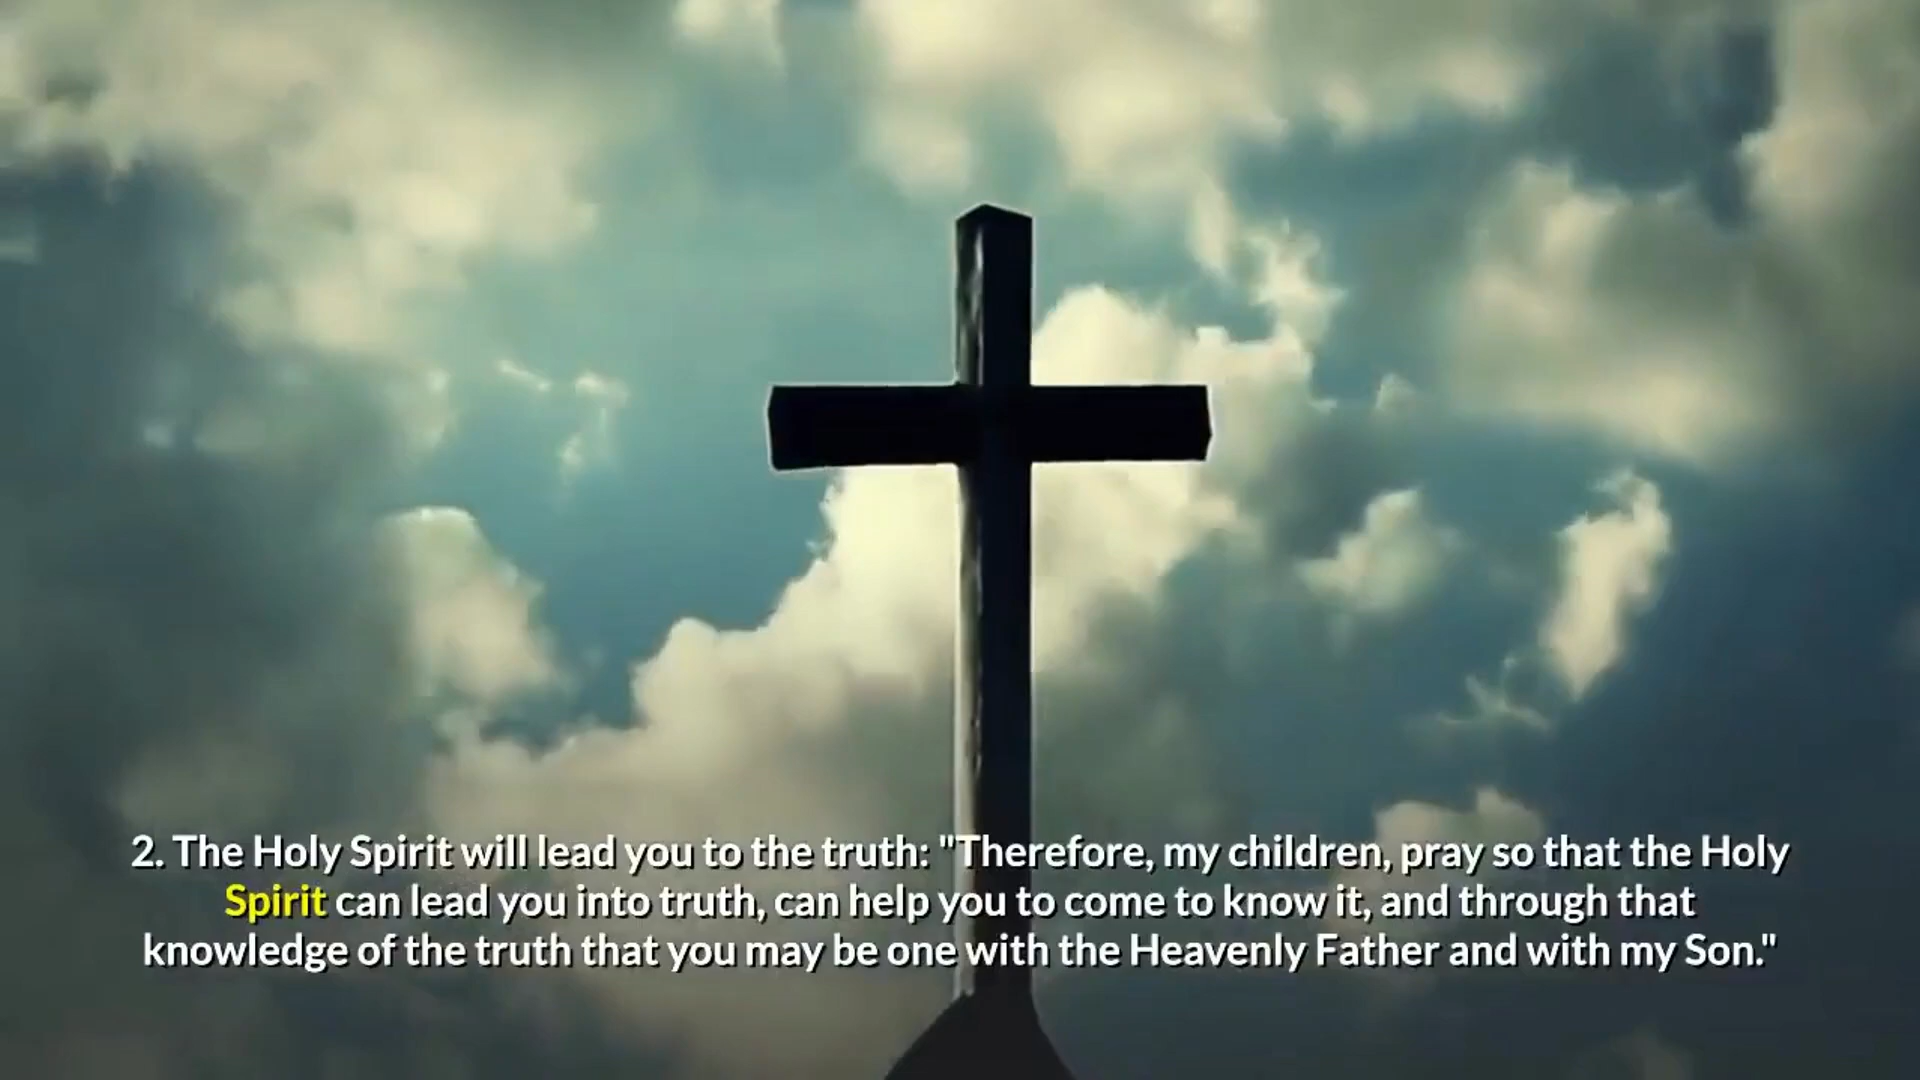 2. The Holy Spirit will lead you to the truth: "Therefore, my children, pray so that the Holy
Spirit can lead you into truth, can help you to come to know it, and through that
knowledge of the truth that you may be one with the Heavenly Father and with my Son."